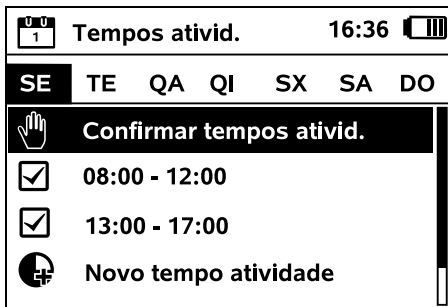 1 Tempos ativid. 16:36
SE TE QA QI SX SA DO
Confirmar tempos ativid.
08:00 - 12:00
13:00 - 17:00
Novo tempo atividade